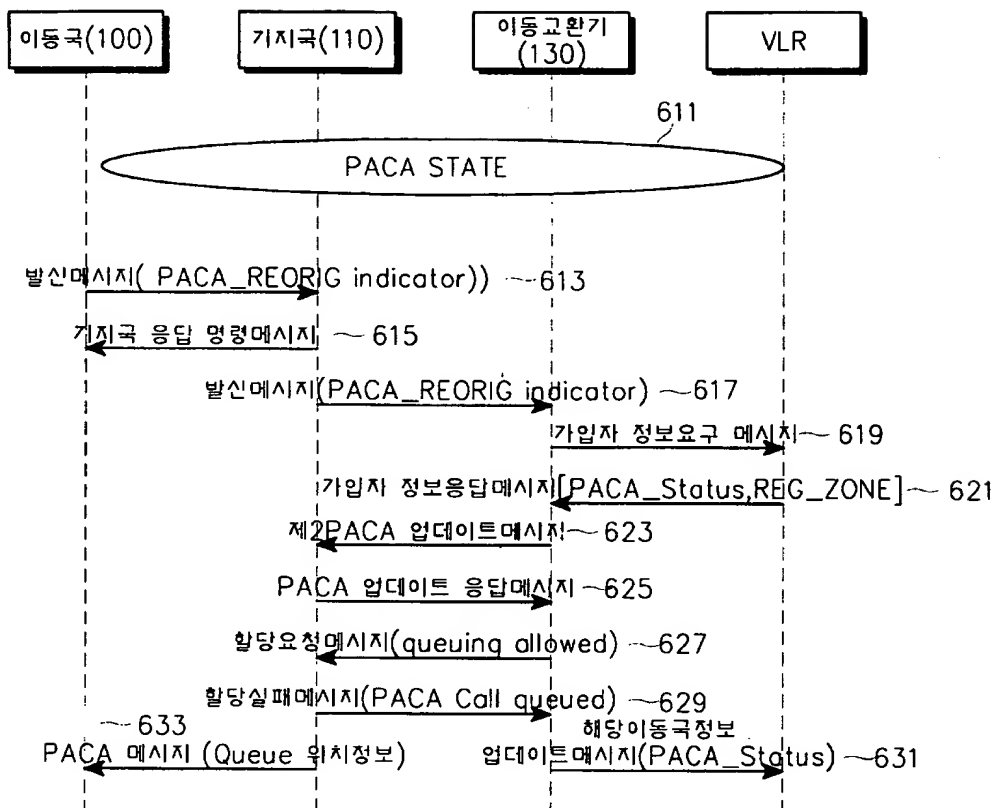 이동국(100)
기지국(110)
이동교환기
(130)
VLR
611
PACA STATE
발신메시지( PACA_REORIG indicator)) 613
기지국 응답 명령메시지 615
발신메시지(PACA_REORIG indicator) 617
가입자 정보요구 메시지 619
가입자 정보응답메시지[PACA_Status,REG_ZONE] 621
제2PACA 업데이트메시지 623
PACA 업데이트 응답메시지 625
할당요청메시지(queuing allowed) 627
할당실패메시지(PACA Call queued) 629
633
PACA 메시지 (Queue 위치정보)
해당이동국정보
업데이트메시지(PACA_Status) 631